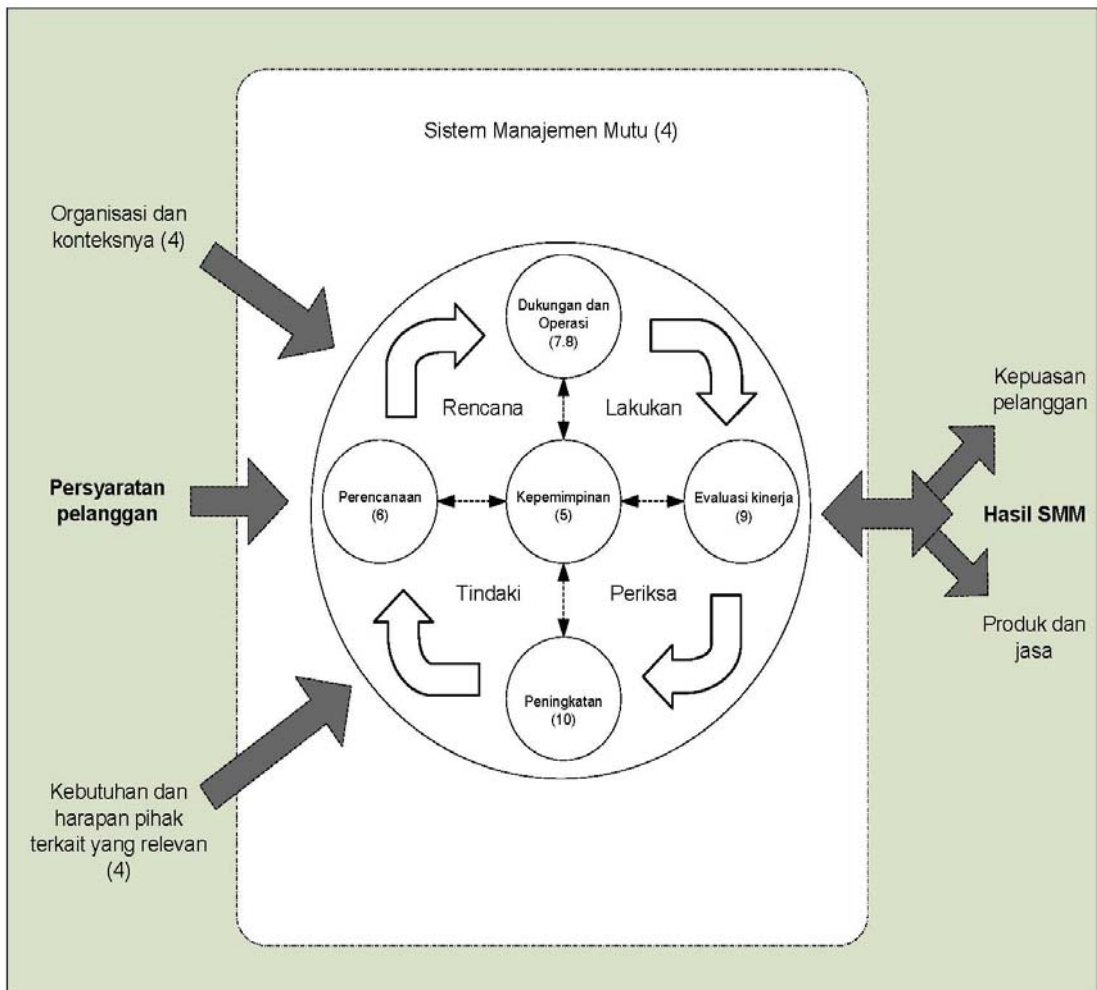 Sistem Manajemen Mutu (4)
Organisasi dan
konteksnya (4)
Dukungan dan
Operasi
(7.8)
Kepuasan
pelanggan
Rencana
Lakukan
Persyaratan
pelanggan
Perencanaan
(6)
Kepemimpinan
(5)
Evaluasi kinerja
(9)
Hasil SMM
Tindaki
Periksa
Produk dan
jasa
Peningkatan
(10)
Kebutuhan dan
harapan pihak
terkait yang relevan
(4)